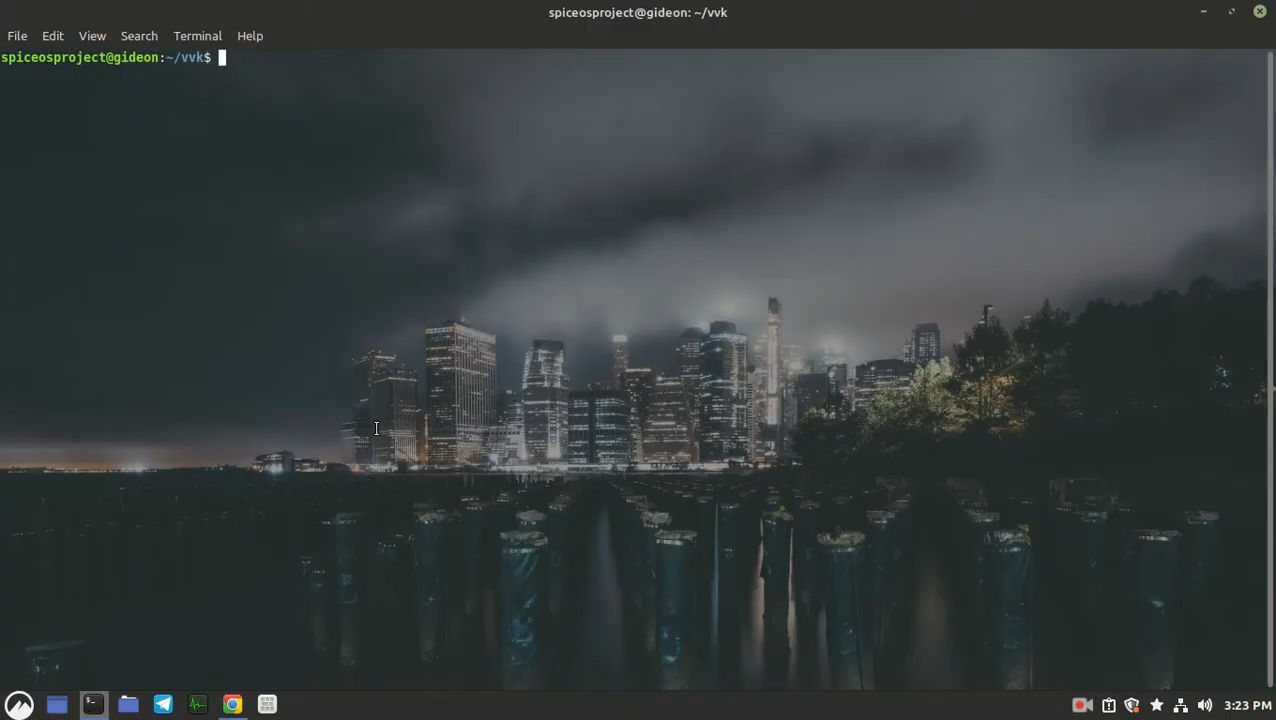 spiceosproject@gideon: ~/vvk
File Edit View Search Terminal Help
spiceosproject@gideon:~/vvk$
3:23 PM